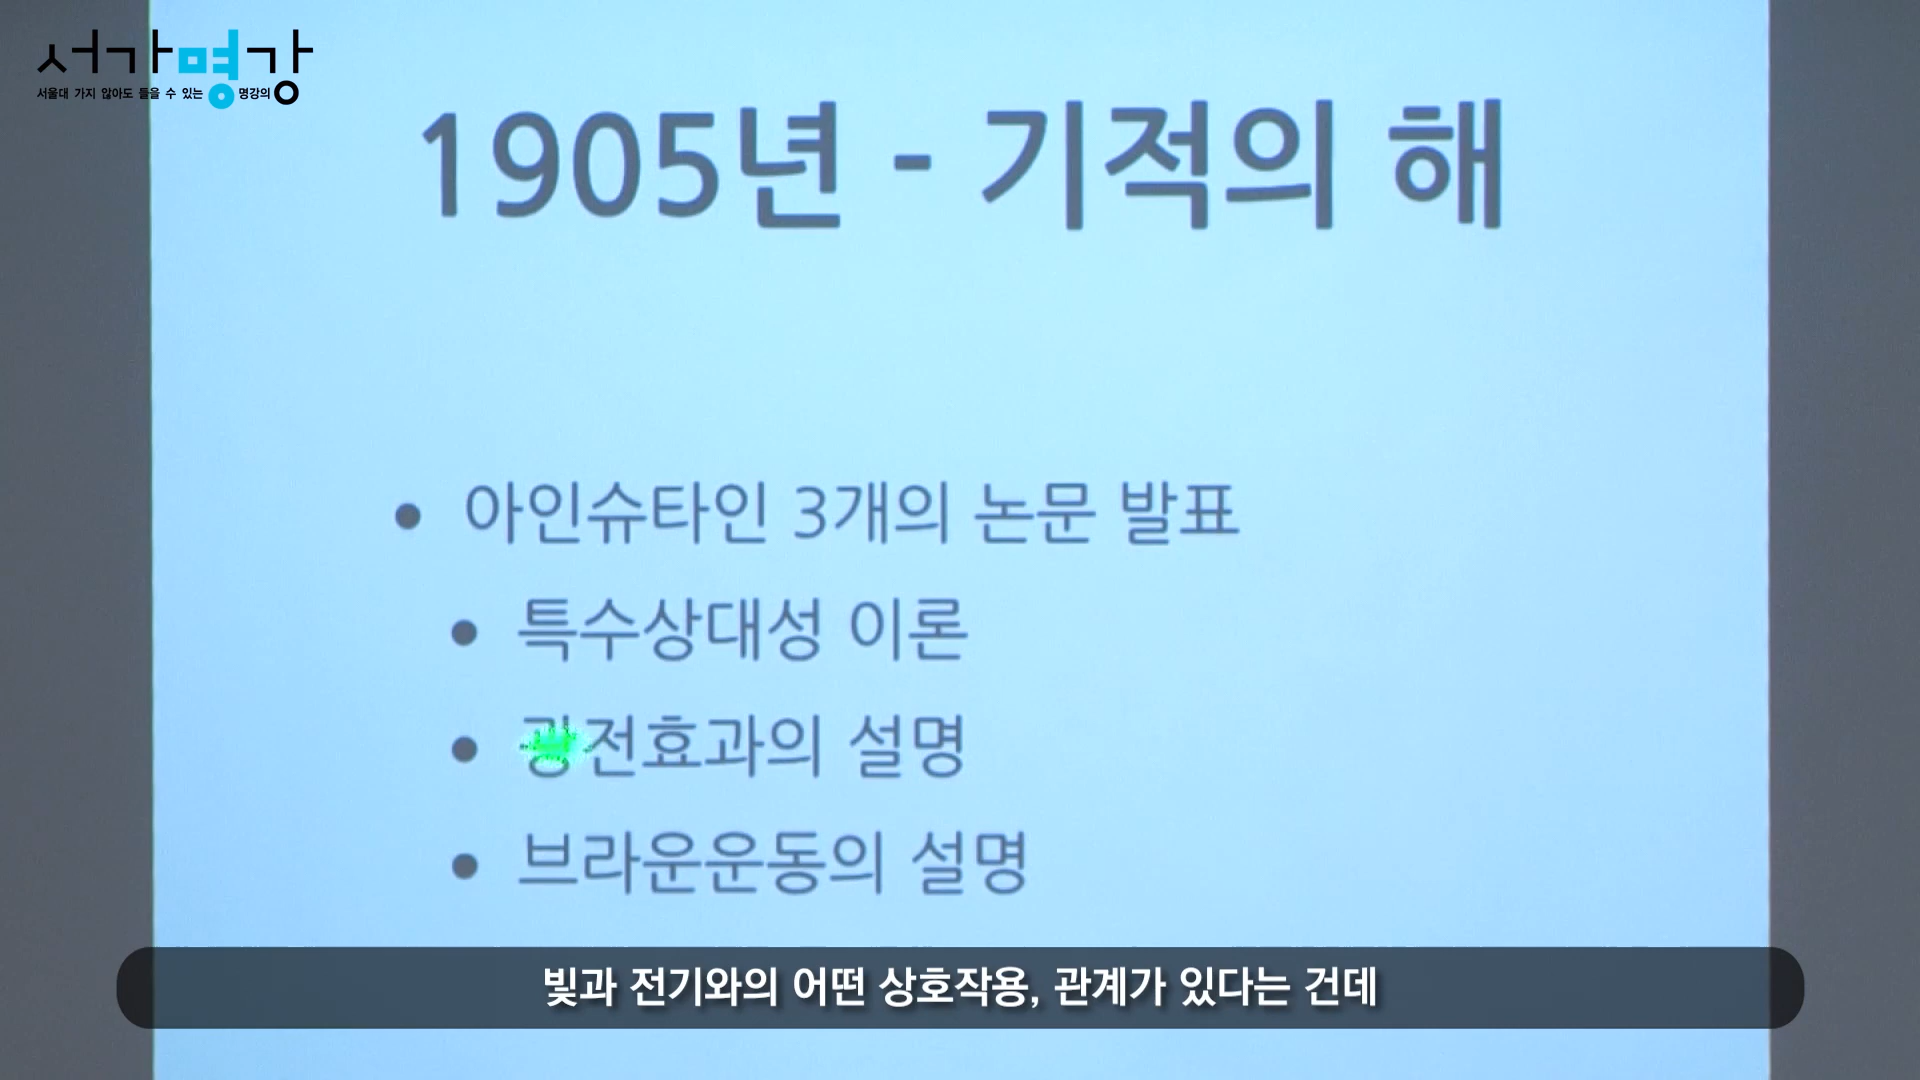 서가명강
서울대 가지 않아도 들을 수 있는 명강의
1905년 - 기적의 해
• 아인슈타인 3개의 논문 발표
• 특수상대성 이론
• 광전효과의 설명
• 브라운운동의 설명
빛과 전기와의 어떤 상호작용, 관계가 있다는 건데